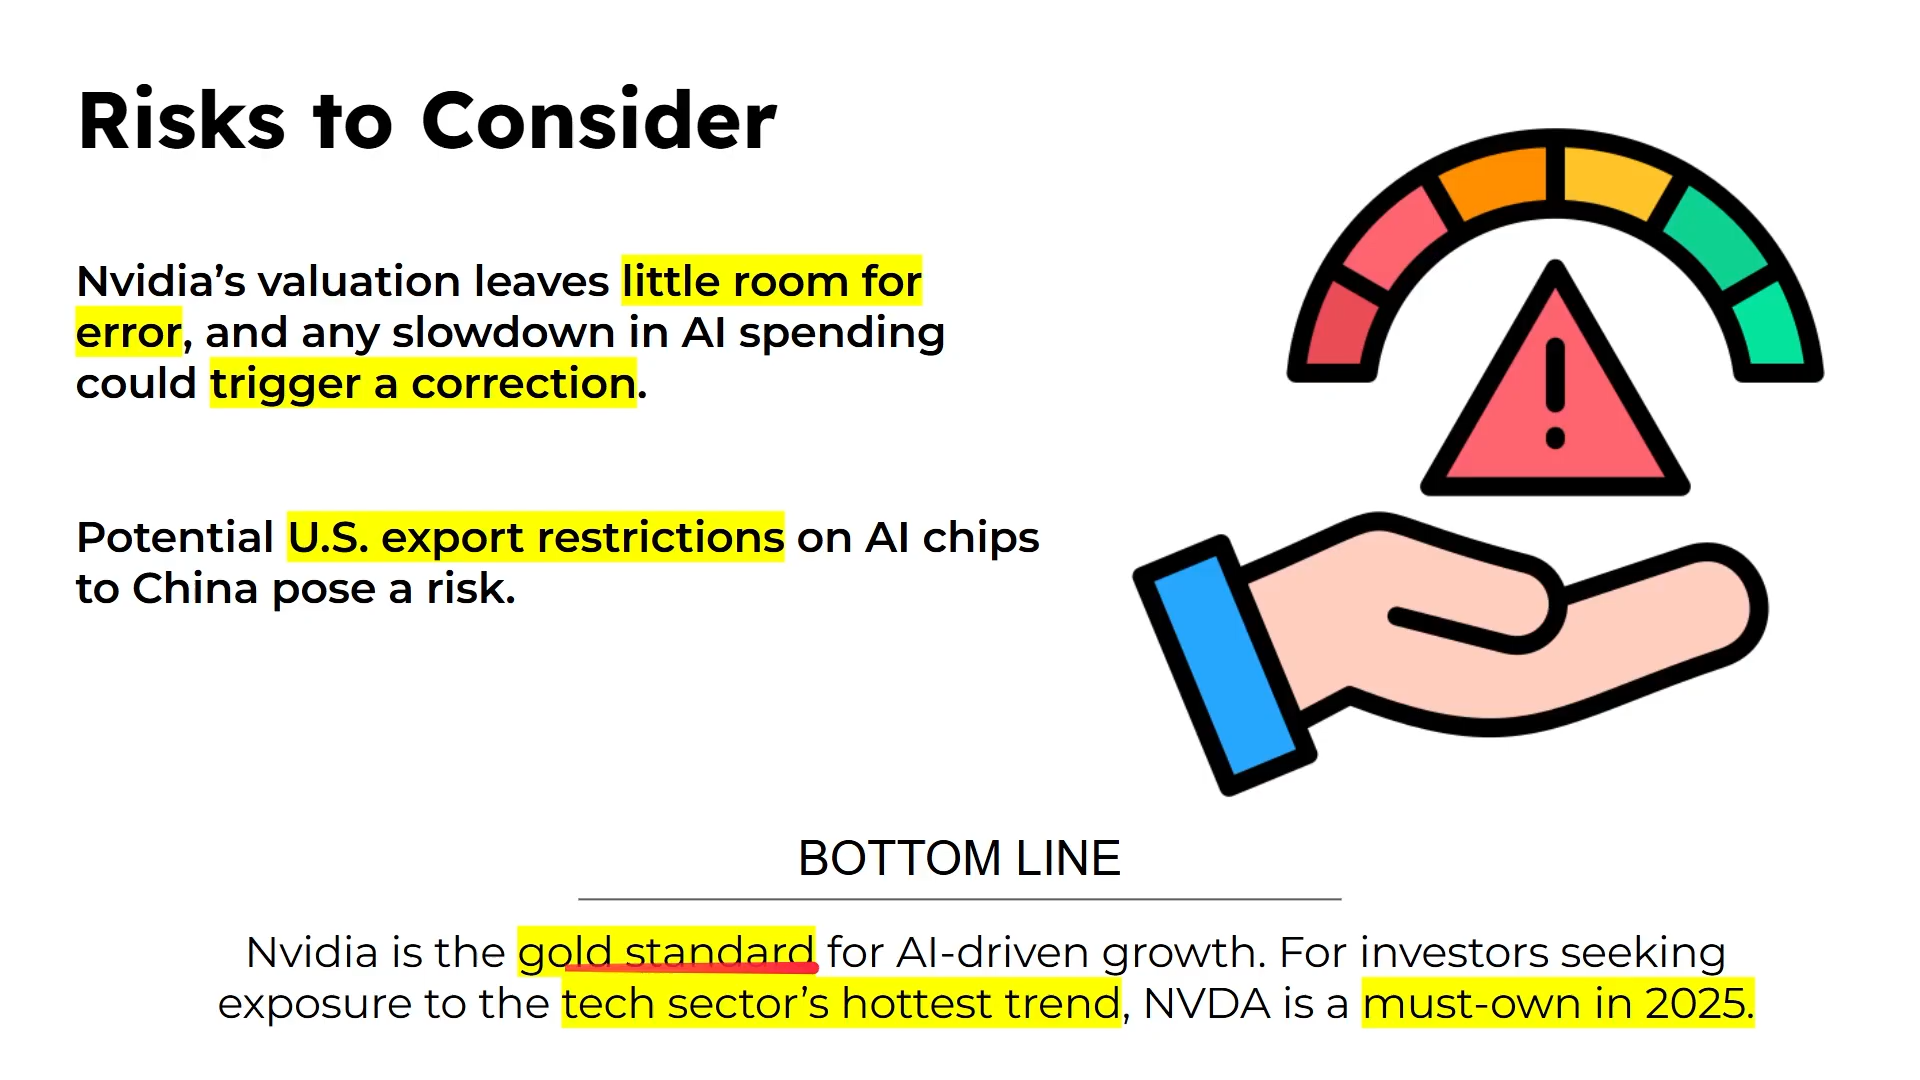 Risks to Consider
Nvidia’s valuation leaves little room for
error, and any slowdown in AI spending
could trigger a correction.
Potential U.S. export restrictions on AI chips
to China pose a risk.
BOTTOM LINE
Nvidia is the gold standard for AI-driven growth. For investors seeking
exposure to the tech sector’s hottest trend, NVDA is a must-own in 2025.